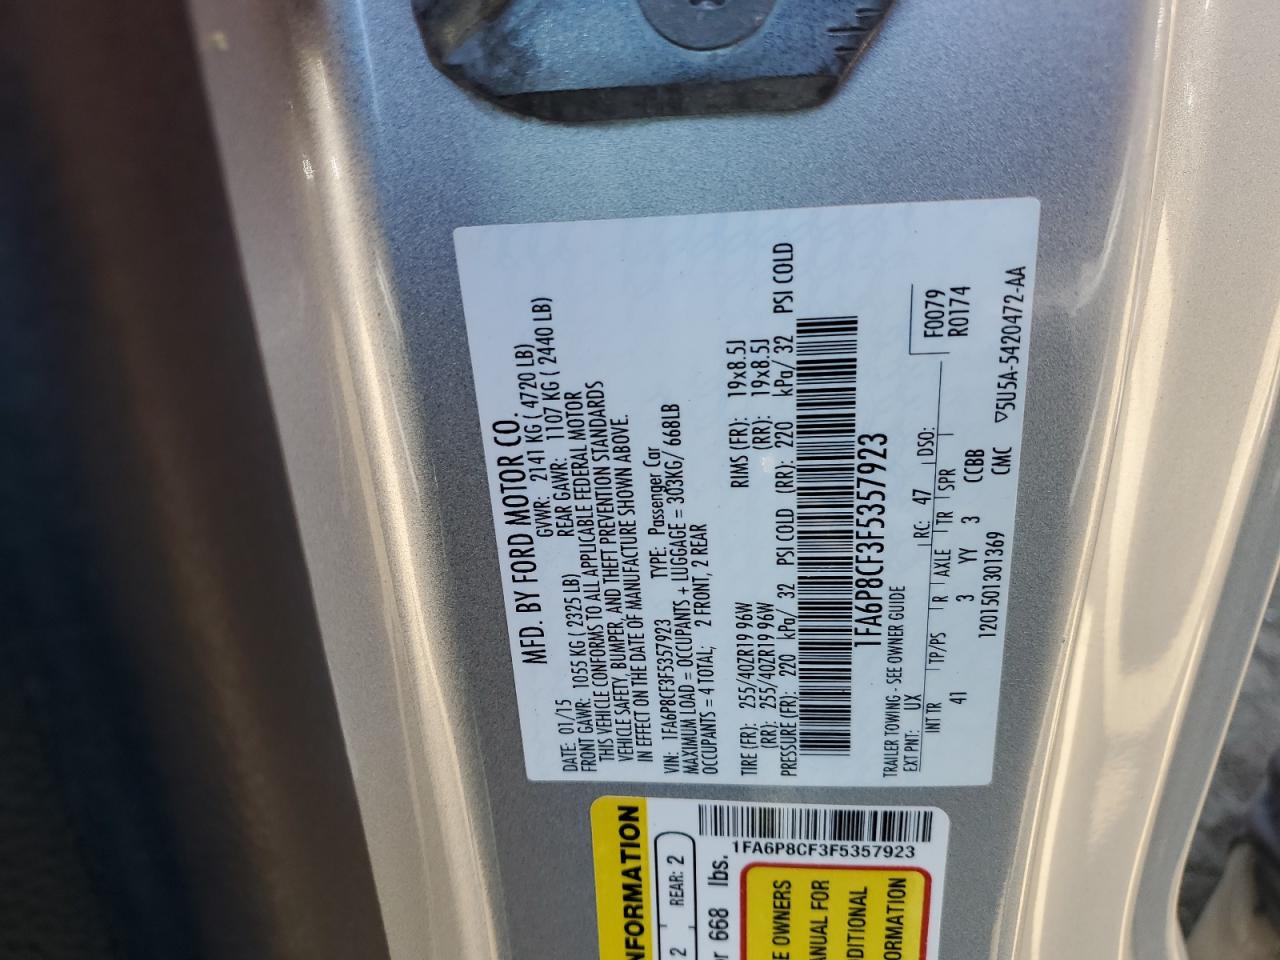 MFD. BY FORD MOTOR CO.
DATE: 01/15 GVWR: 2141 KG ( 4720 LB)
FRONT GAWR: 1055 KG ( 2325 LB) REAR GAWR: 1107 KG ( 2440 LB)
THIS VEHICLE CONFORMS TO ALL APPLICABLE FEDERAL MOTOR
VEHICLE SAFETY, BUMPER, AND THEFT PREVENTION STANDARDS
IN EFFECT ON THE DATE OF MANUFACTURE SHOWN ABOVE.
VIN: 1FA6P8CF3F5357923 TYPE: Passenger Car
MAXIMUM LOAD = OCCUPANTS + LUGGAGE = 303KG/ 668LB
OCCUPANTS = 4 TOTAL; 2 FRONT, 2 REAR
TIRE (FR): 255/40ZR19 96W RIMS (FR): 19x8.5J
(RR): 255/40ZR19 96W (RR): 19x8.5J
PRESSURE (FR): 220 kPa/ 32 PSI COLD (RR): 220 kPa/ 32 PSI COLD
1FA6P8CF3F5357923
TRAILER TOWING - SEE OWNER GUIDE
F0079
R0174
EXT PNT: UX RC: 47 DSO:
INT TR TP/PS R AXLE TR SPR
41 3 YY 3 CCBB
1201501301369 CMC
▽5U5A-5420472-AA
NFORMATION
2 REAR: 2
r 668 lbs.
1FA6P8CF3F5357923
E OWNERS
ANUAL FOR
DDITIONAL
ORMATION